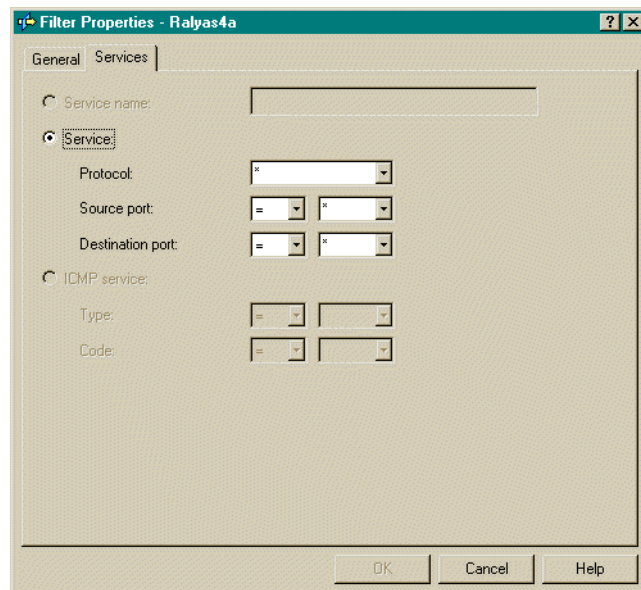 Filter Properties - Ralyas4a
General Services
Service name:
Service:
Protocol: *
Source port: = *
Destination port: = *
ICMP service:
Type: =
Code: =
OK Cancel Help